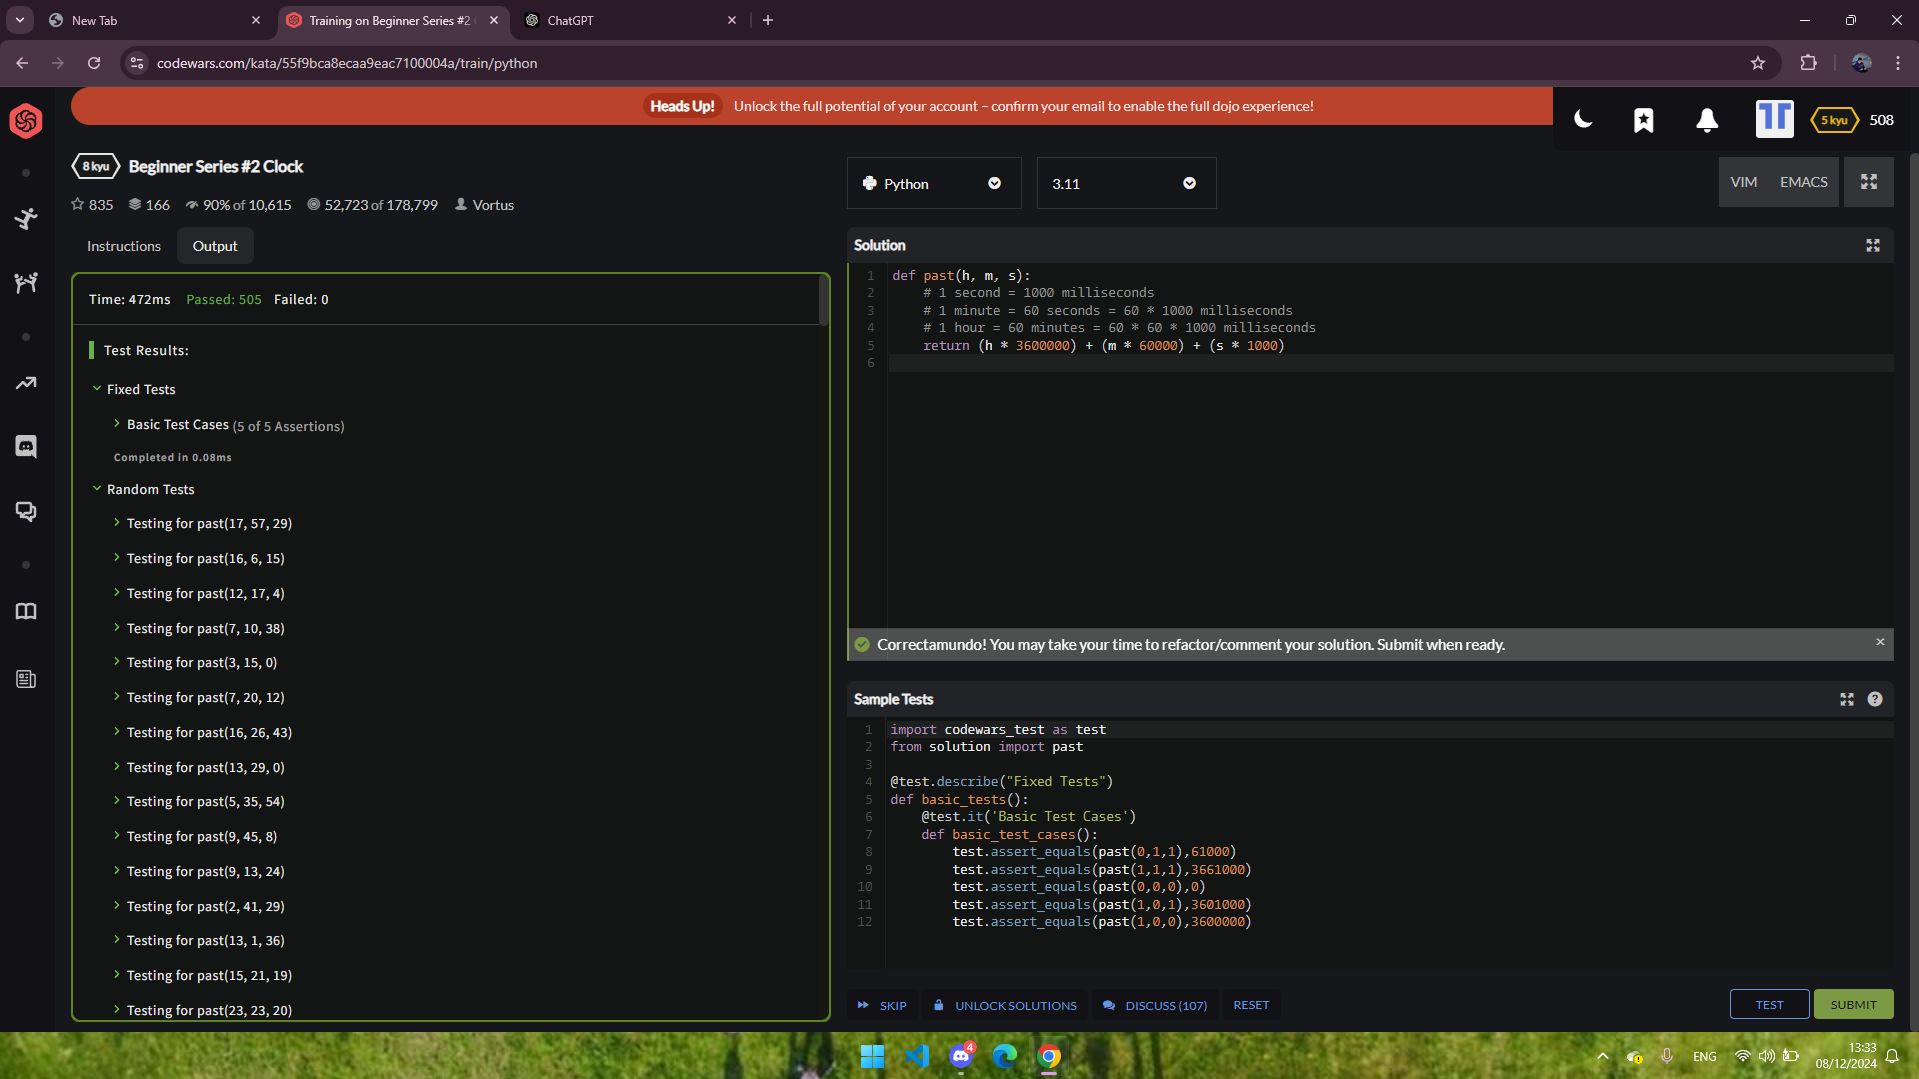 New Tab
Training on Beginner Series #2
ChatGPT
codewars.com/kata/55f9bca8ecaa9eac7100004a/train/python
Heads Up! Unlock the full potential of your account – confirm your email to enable the full dojo experience!
5 kyu 508
8 kyu Beginner Series #2 Clock
835 166 90% of 10,615 52,723 of 178,799 Vortus
Python
3.11
VIM EMACS
Instructions
Output
Time: 472ms Passed: 505 Failed: 0
Test Results:
Fixed Tests
Basic Test Cases (5 of 5 Assertions)
Completed in 0.08ms
Random Tests
Testing for past(17, 57, 29)
Testing for past(16, 6, 15)
Testing for past(12, 17, 4)
Testing for past(7, 10, 38)
Testing for past(3, 15, 0)
Testing for past(7, 20, 12)
Testing for past(16, 26, 43)
Testing for past(13, 29, 0)
Testing for past(5, 35, 54)
Testing for past(9, 45, 8)
Testing for past(9, 13, 24)
Testing for past(2, 41, 29)
Testing for past(13, 1, 36)
Testing for past(15, 21, 19)
Testing for past(23, 23, 20)
Solution
1 def past(h, m, s):
2 # 1 second = 1000 milliseconds
3 # 1 minute = 60 seconds = 60 * 1000 milliseconds
4 # 1 hour = 60 minutes = 60 * 60 * 1000 milliseconds
5 return (h * 3600000) + (m * 60000) + (s * 1000)
6
Correctamundo! You may take your time to refactor/comment your solution. Submit when ready.
Sample Tests
1 import codewars_test as test
2 from solution import past
3
4 @test.describe("Fixed Tests")
5 def basic_tests():
6 @test.it('Basic Test Cases')
7 def basic_test_cases():
8 test.assert_equals(past(0,1,1),61000)
9 test.assert_equals(past(1,1,1),3661000)
10 test.assert_equals(past(0,0,0),0)
11 test.assert_equals(past(1,0,1),3601000)
12 test.assert_equals(past(1,0,0),3600000)
SKIP
UNLOCK SOLUTIONS
DISCUSS (107)
RESET
TEST
SUBMIT
4
ENG
13:33
08/12/2024